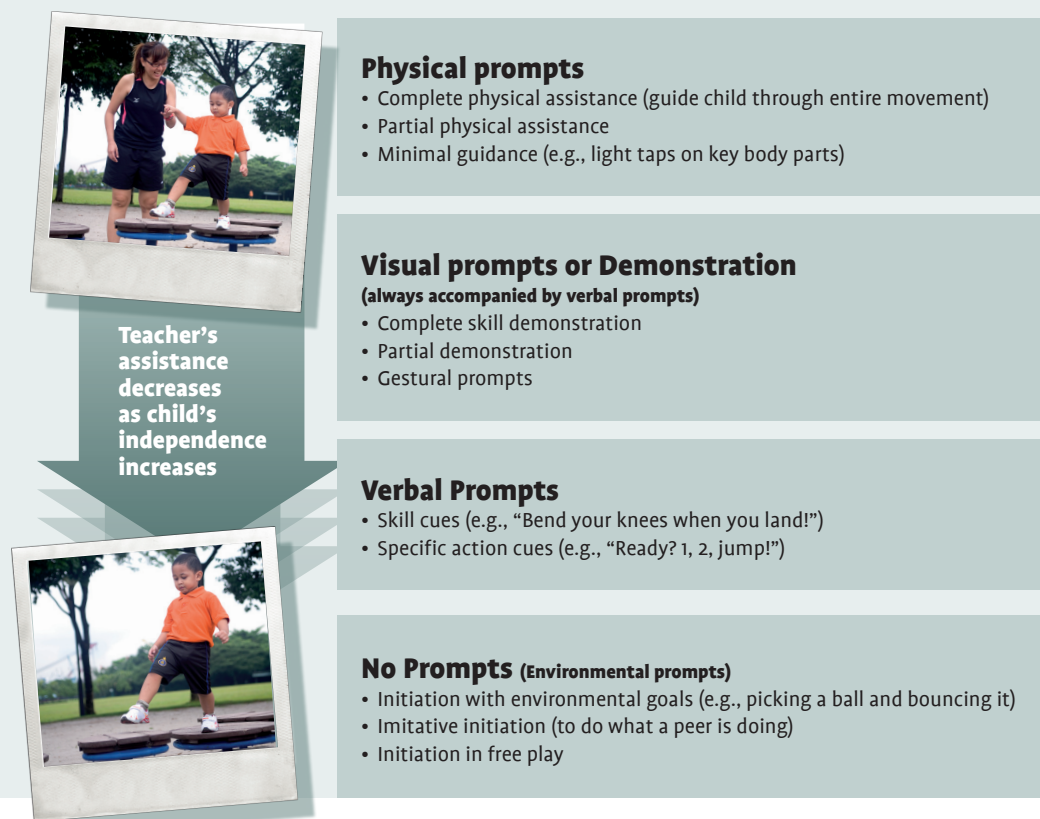 Physical prompts
• Complete physical assistance (guide child through entire movement)
• Partial physical assistance
• Minimal guidance (e.g., light taps on key body parts)
Visual prompts or Demonstration
(always accompanied by verbal prompts)
• Complete skill demonstration
• Partial demonstration
• Gestural prompts
Teacher’s
assistance
decreases
as child’s
independence
increases
Verbal Prompts
• Skill cues (e.g., “Bend your knees when you land!”)
• Specific action cues (e.g., “Ready? 1, 2, jump!”)
No Prompts (Environmental prompts)
• Initiation with environmental goals (e.g., picking a ball and bouncing it)
• Imitative initiation (to do what a peer is doing)
• Initiation in free play